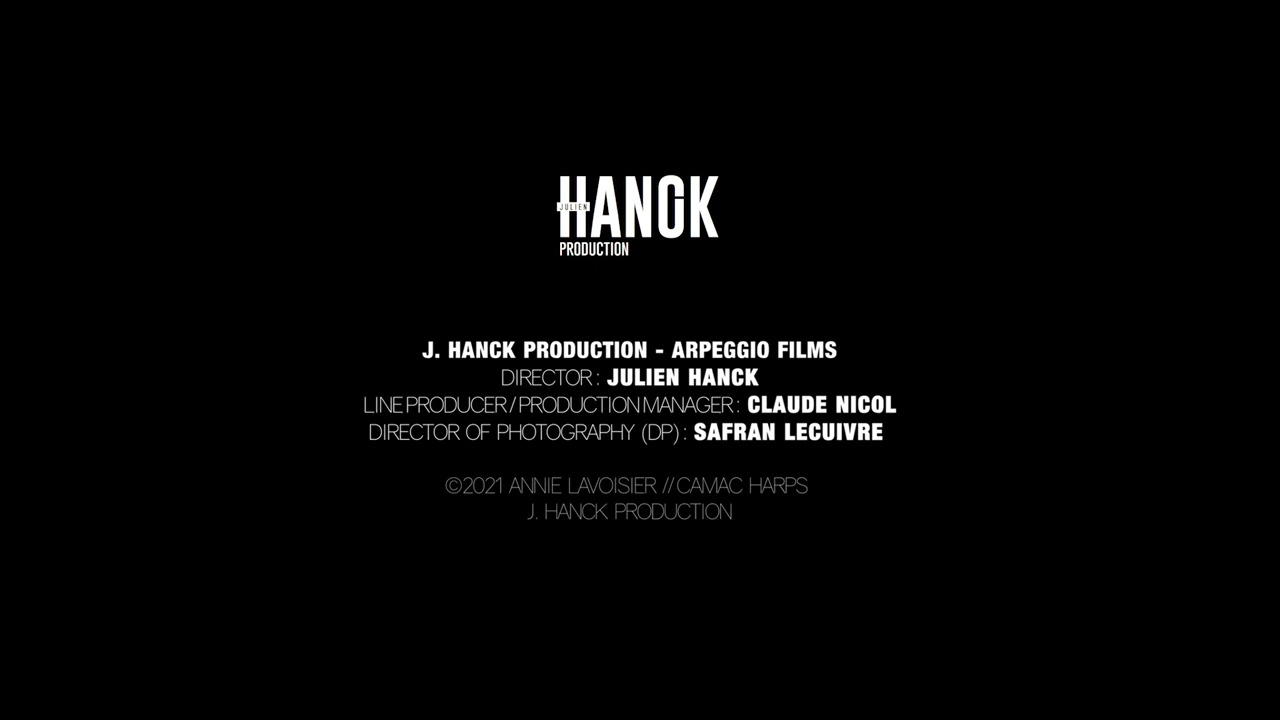 HANCK
JULIEN
PRODUCTION
J. HANCK PRODUCTION - ARPEGGIO FILMS
DIRECTOR : JULIEN HANCK
LINE PRODUCER / PRODUCTION MANAGER : CLAUDE NICOL
DIRECTOR OF PHOTOGRAPHY (DP) : SAFRAN LECUIVRE
©2021 ANNIE LAVOISIER // CAMAC HARPS
J. HANCK PRODUCTION